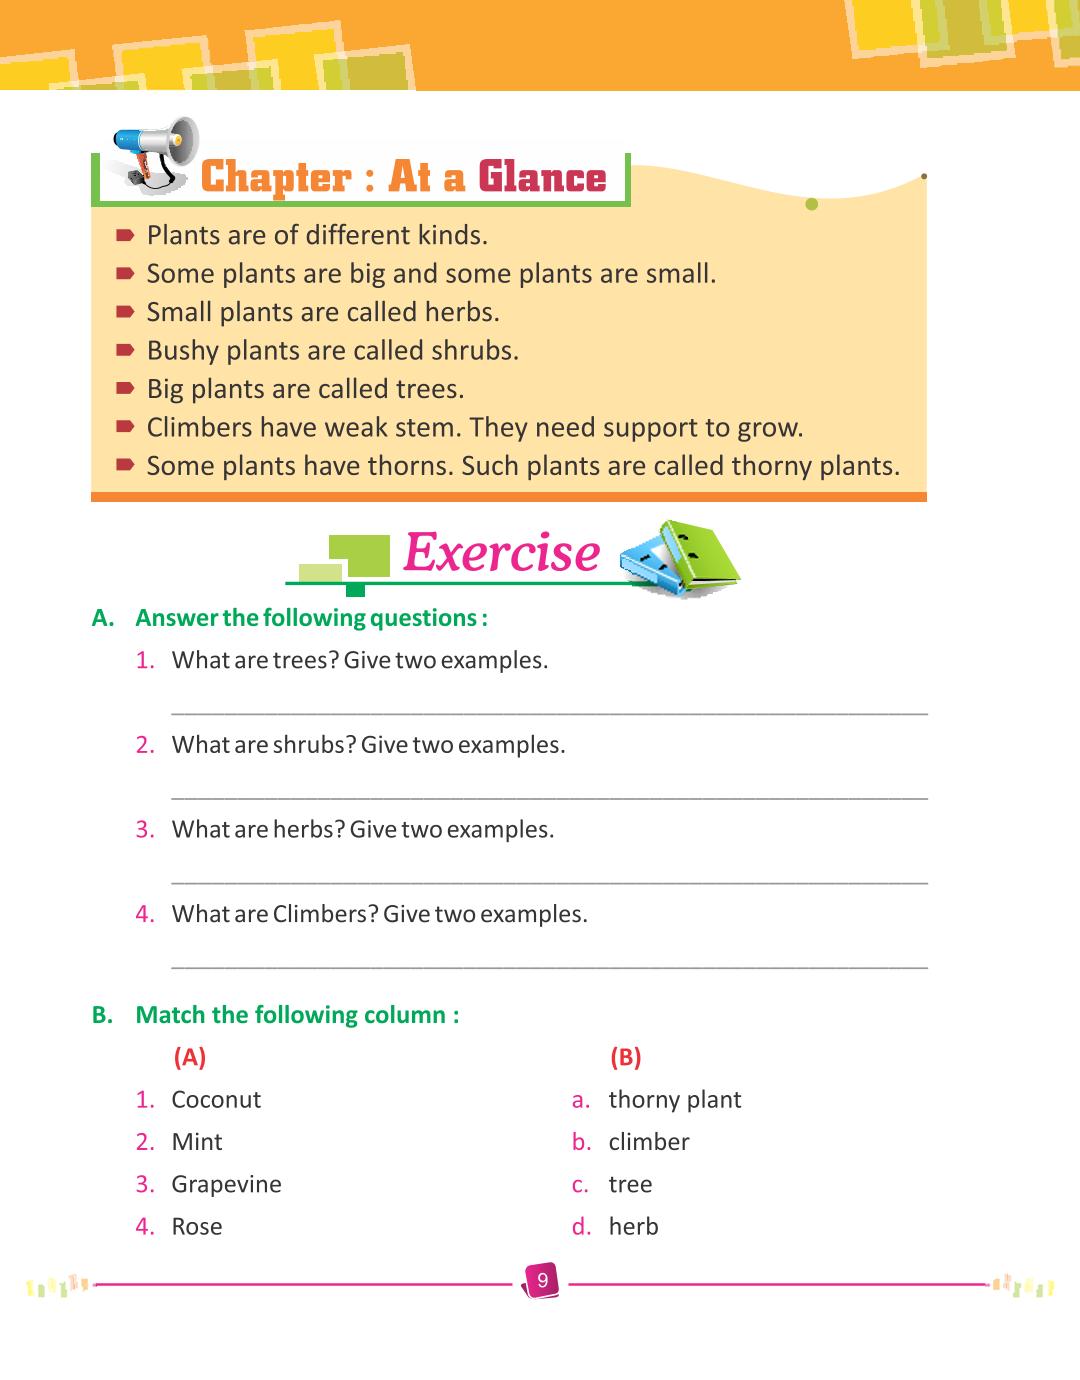 Chapter : At a Glance
Plants are of different kinds.
Some plants are big and some plants are small.
Small plants are called herbs.
Bushy plants are called shrubs.
Big plants are called trees.
Climbers have weak stem. They need support to grow.
Some plants have thorns. Such plants are called thorny plants.
Exercise
A. Answer the following questions :
1. What are trees? Give two examples.
2. What are shrubs? Give two examples.
3. What are herbs? Give two examples.
4. What are Climbers? Give two examples.
B. Match the following column :
(A) (B)
1. Coconut a. thorny plant
2. Mint b. climber
3. Grapevine c. tree
4. Rose d. herb
9